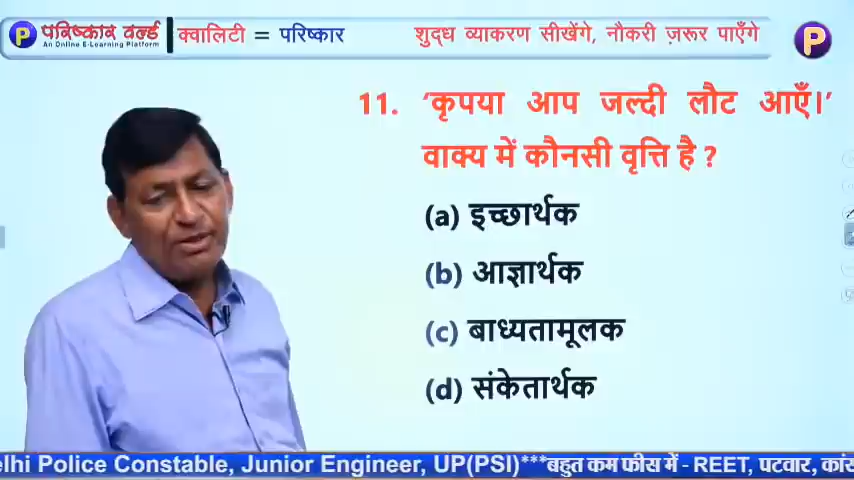 परिष्कार वर्ल्ड
An Online E-Learning Platform
क्वालिटी = परिष्कार
शुद्ध व्याकरण सीखेंगे, नौकरी ज़रूर पाएँगे
11. ‘कृपया आप जल्दी लौट आएँ।’
वाक्य में कौनसी वृत्ति है ?
(a) इच्छार्थक
(b) आज्ञार्थक
(c) बाध्यतामूलक
(d) संकेतार्थक
elhi Police Constable, Junior Engineer, UP(PSI)***बहुत कम फीस में - REET, पटवार, कांस